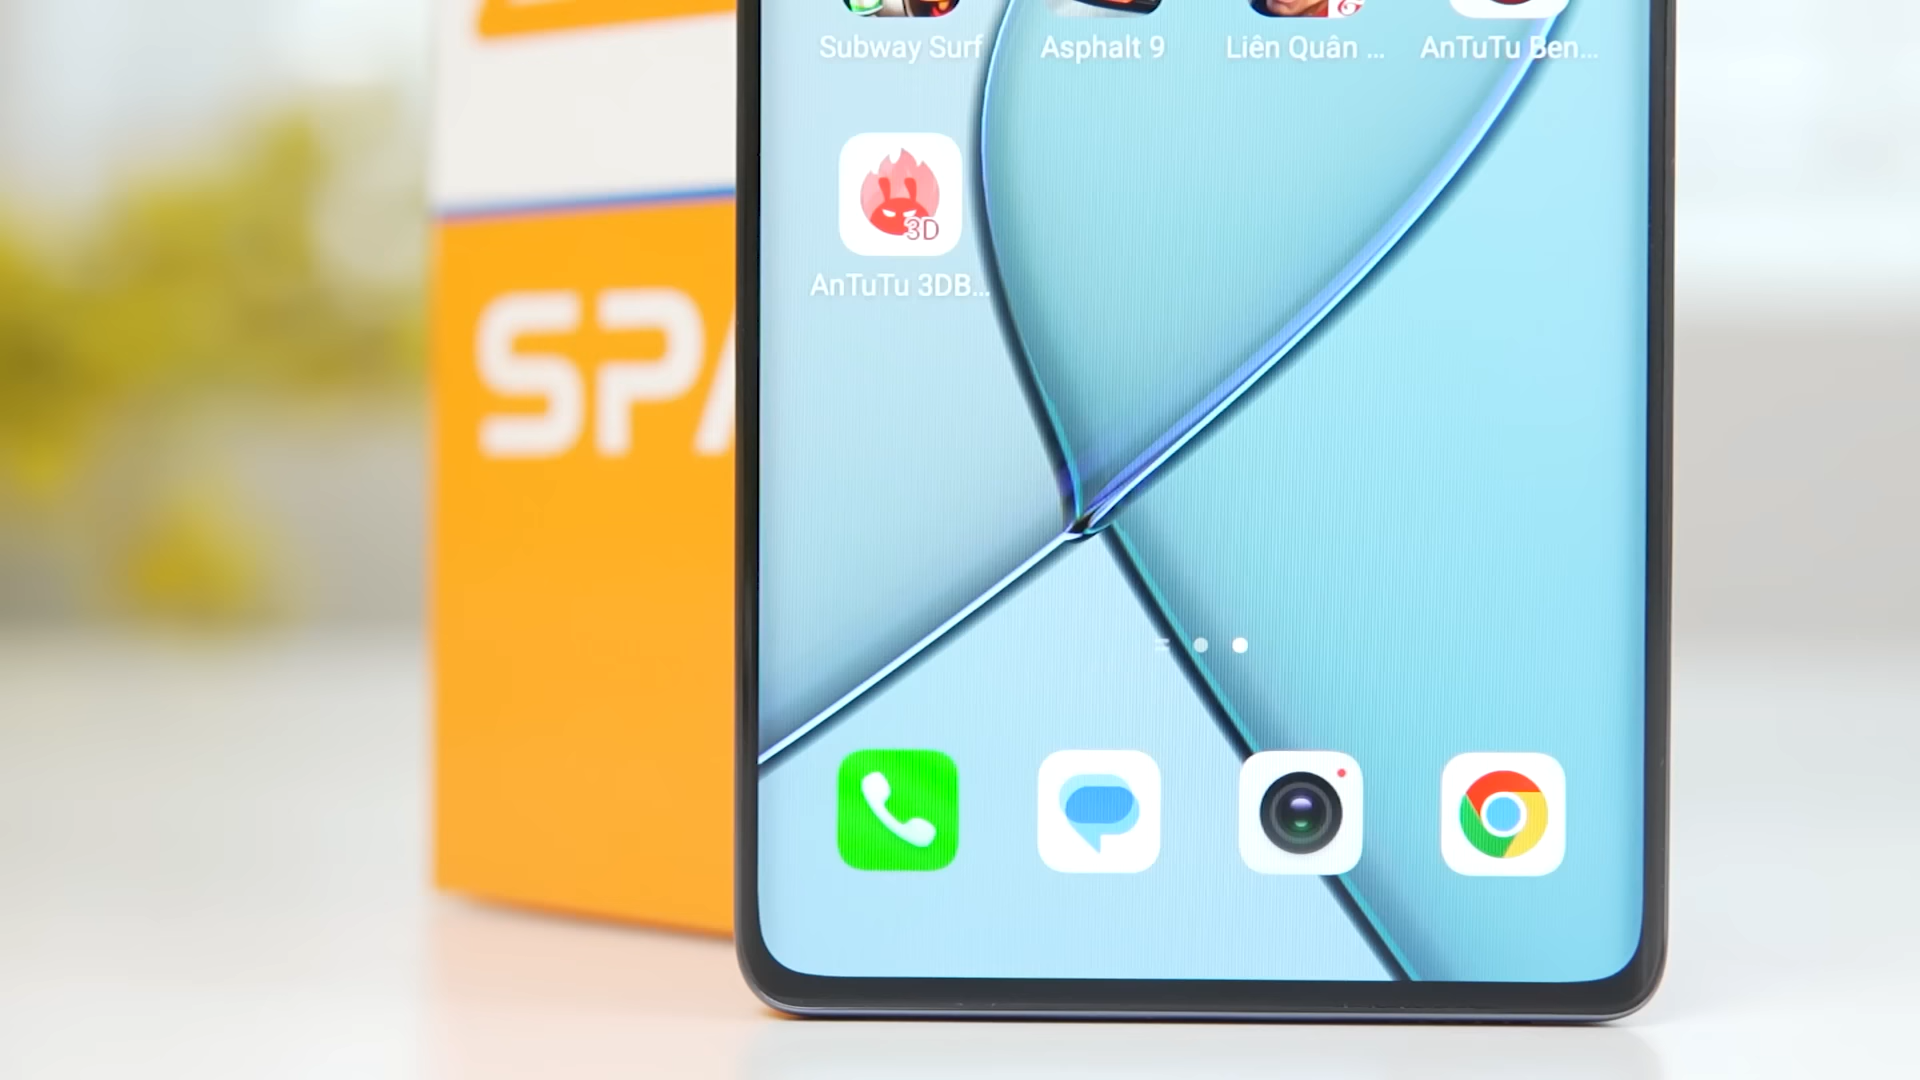 Subway Surf
Asphalt 9
Liên Quân ...
AnTuTu Ben...
3D
AnTuTu 3DB...
SPA